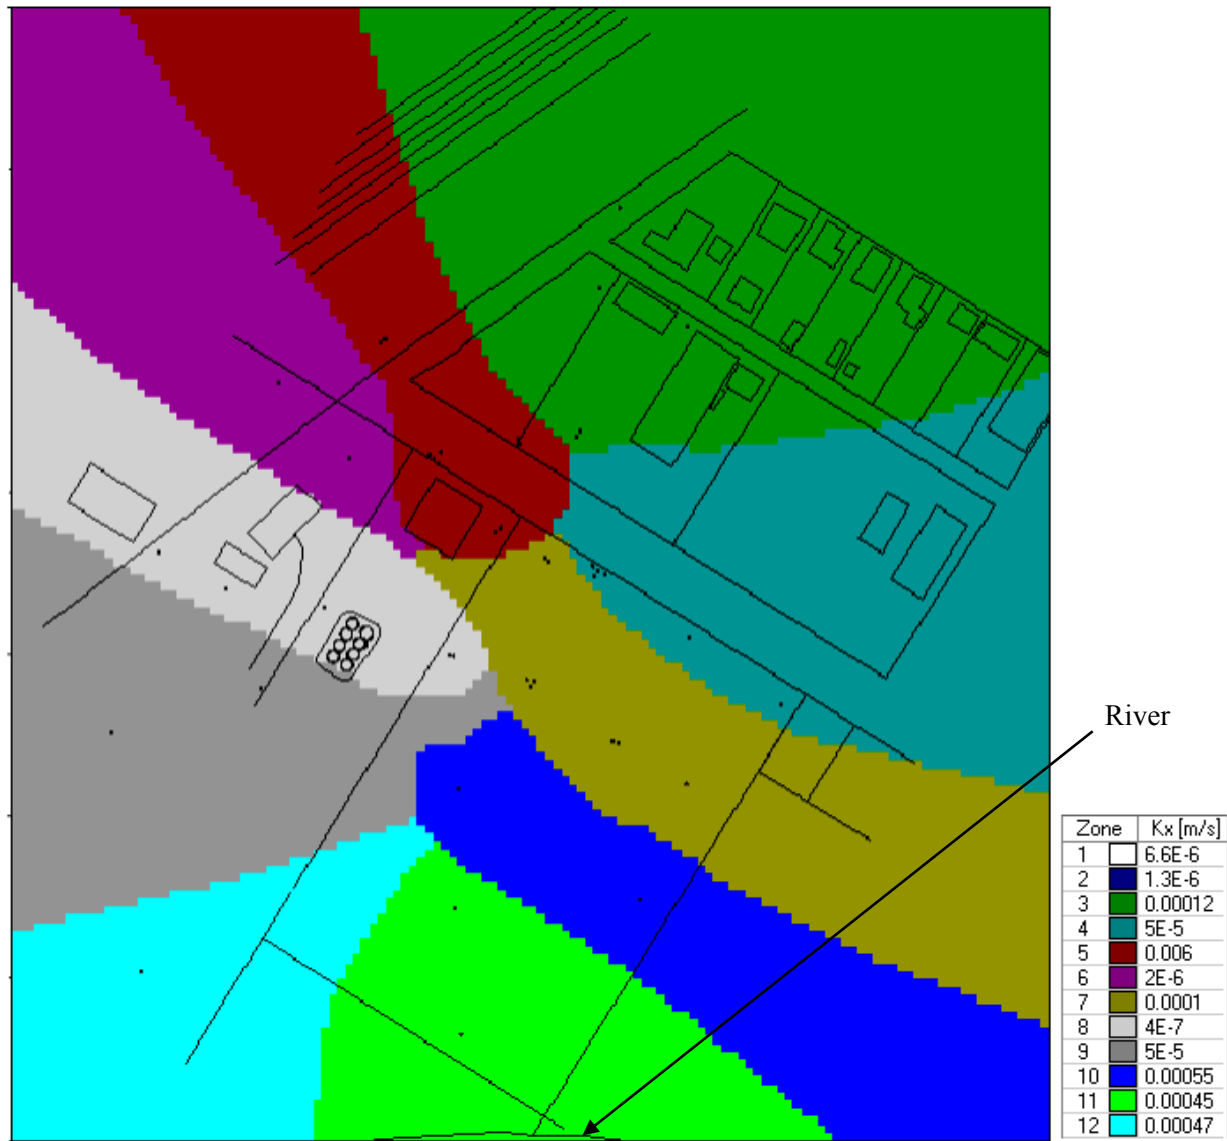 River
Zone Kx [m/s]
1 6.6E-6
2 1.3E-6
3 0.00012
4 5E-5
5 0.006
6 2E-6
7 0.0001
8 4E-7
9 5E-5
10 0.00055
11 0.00045
12 0.00047